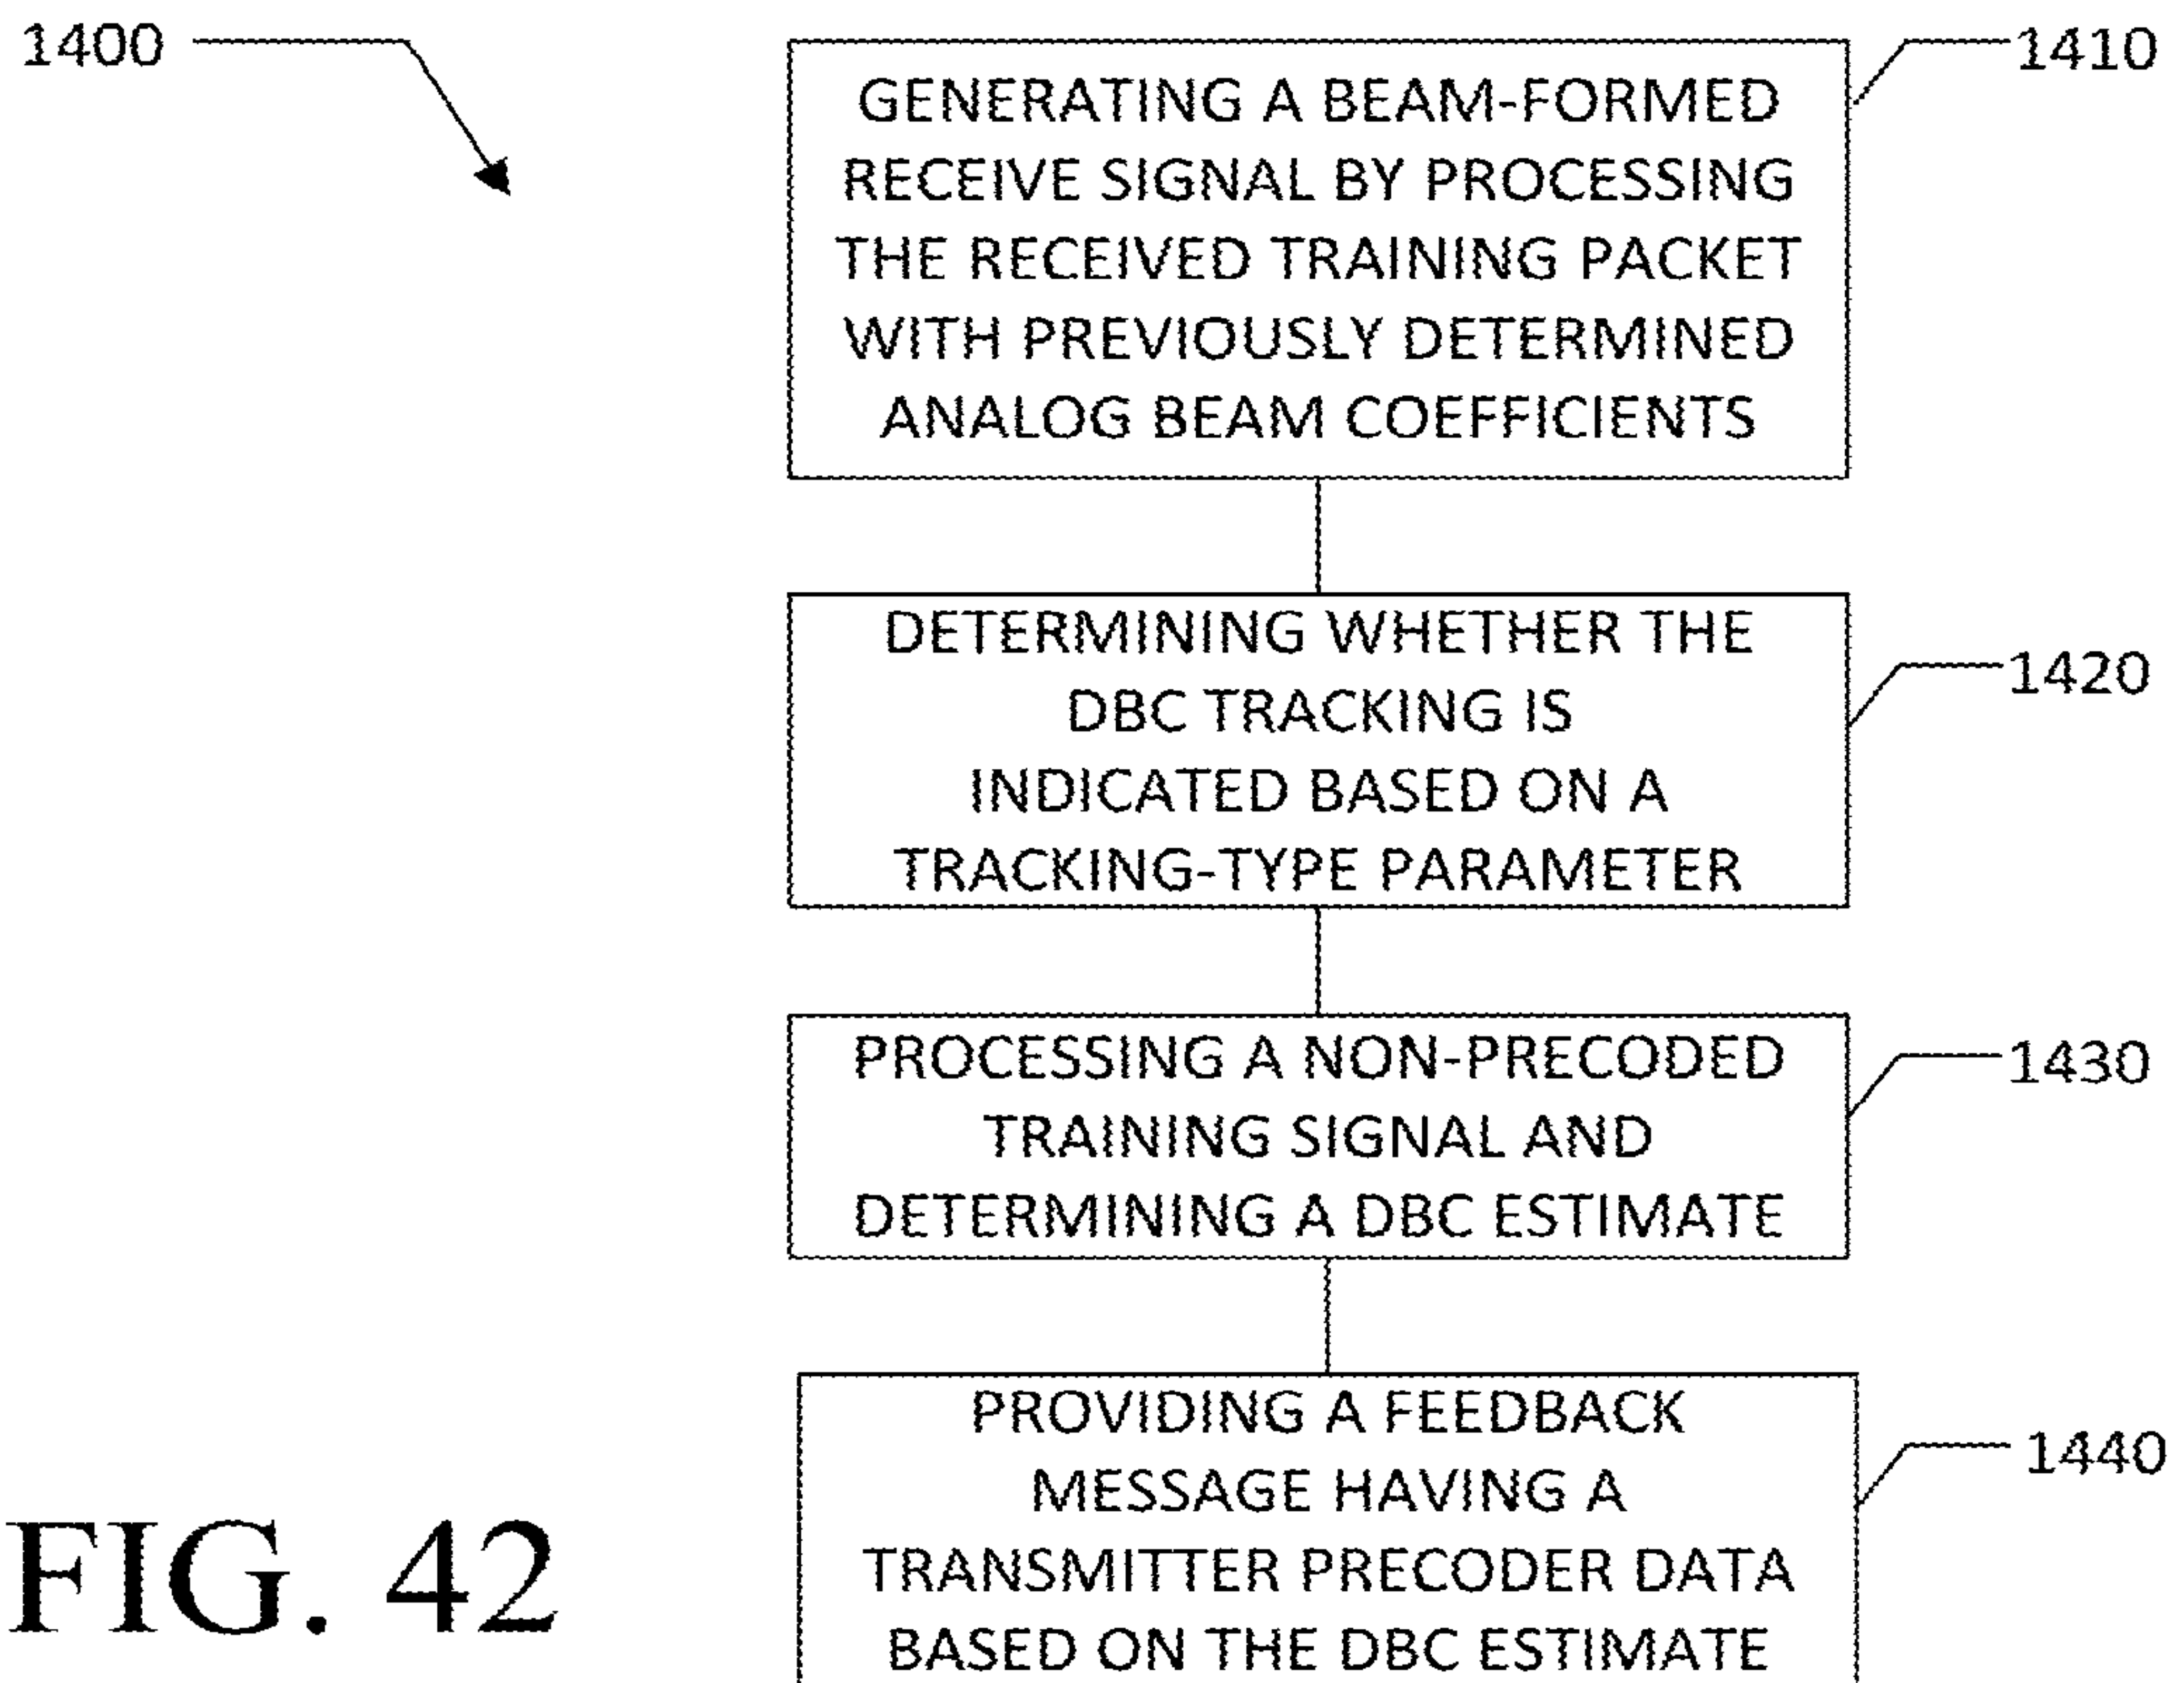 1400
1410
GENERATING A BEAM-FORMED
RECEIVE SIGNAL BY PROCESSING
THE RECEIVED TRAINING PACKET
WITH PREVIOUSLY DETERMINED
ANALOG BEAM COEFFICIENTS
DETERMINING WHETHER THE
DBC TRACKING IS
INDICATED BASED ON A
TRACKING-TYPE PARAMETER
1420
PROCESSING A NON-PRECODED
TRAINING SIGNAL AND
DETERMINING A DBC ESTIMATE
1430
PROVIDING A FEEDBACK
MESSAGE HAVING A
TRANSMITTER PRECODER DATA
BASED ON THE DBC ESTIMATE
1440
FIG. 42